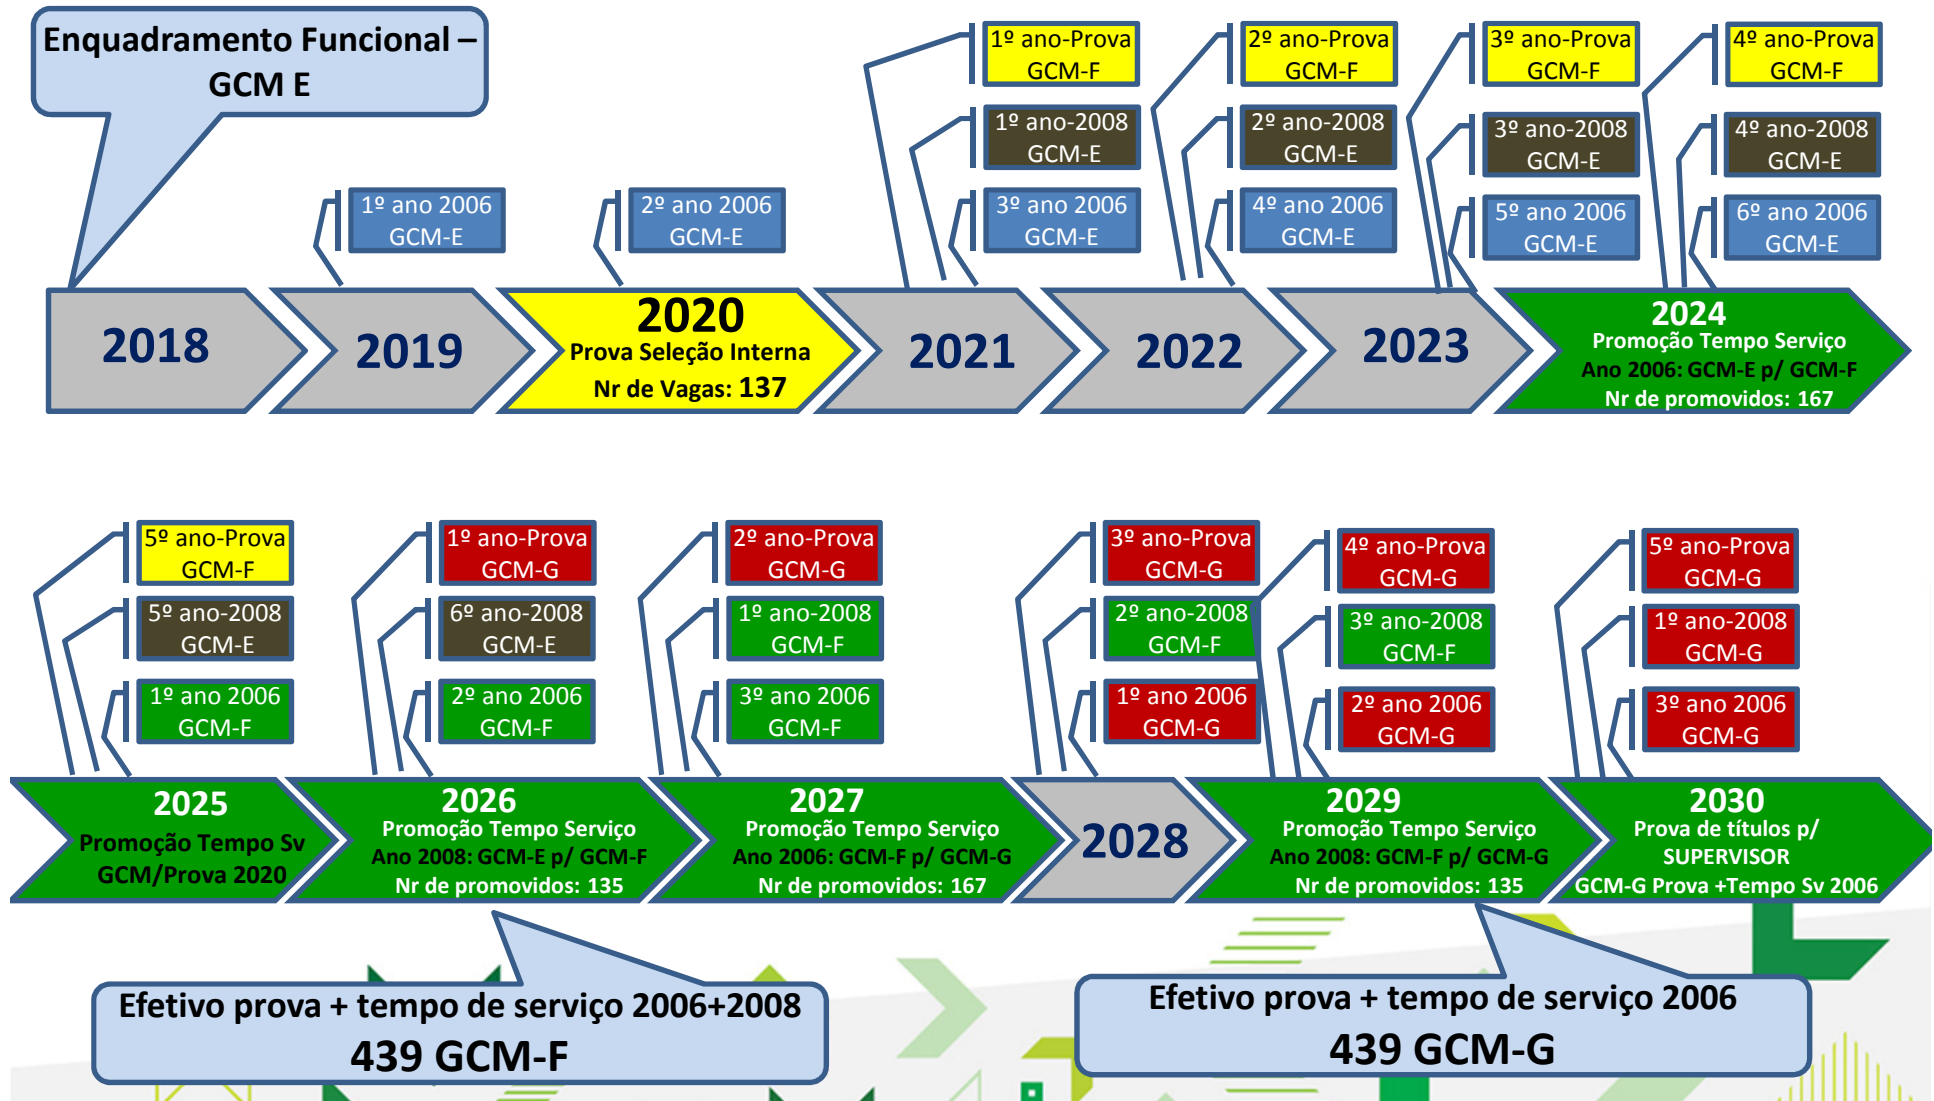 Enquadramento Funcional –
GCM E
1º ano 2006
GCM-E
2º ano 2006
GCM-E
1º ano-Prova
GCM-F
1º ano-2008
GCM-E
3º ano 2006
GCM-E
2º ano-Prova
GCM-F
2º ano-2008
GCM-E
4º ano 2006
GCM-E
3º ano-Prova
GCM-F
3º ano-2008
GCM-E
5º ano 2006
GCM-E
4º ano-Prova
GCM-F
4º ano-2008
GCM-E
6º ano 2006
GCM-E
2018
2019
2020
Prova Seleção Interna
Nr de Vagas: 137
2021
2022
2023
2024
Promoção Tempo Serviço
Ano 2006: GCM-E p/ GCM-F
Nr de promovidos: 167
5º ano-Prova
GCM-F
5º ano-2008
GCM-E
1º ano 2006
GCM-F
1º ano-Prova
GCM-G
6º ano-2008
GCM-E
2º ano 2006
GCM-F
2º ano-Prova
GCM-G
1º ano-2008
GCM-F
3º ano 2006
GCM-F
3º ano-Prova
GCM-G
2º ano-2008
GCM-F
1º ano 2006
GCM-G
4º ano-Prova
GCM-G
3º ano-2008
GCM-F
2º ano 2006
GCM-G
5º ano-Prova
GCM-G
1º ano-2008
GCM-G
3º ano 2006
GCM-G
2025
Promoção Tempo Sv
GCM/Prova 2020
2026
Promoção Tempo Serviço
Ano 2008: GCM-E p/ GCM-F
Nr de promovidos: 135
2027
Promoção Tempo Serviço
Ano 2006: GCM-F p/ GCM-G
Nr de promovidos: 167
2028
2029
Promoção Tempo Serviço
Ano 2008: GCM-F p/ GCM-G
Nr de promovidos: 135
2030
Prova de títulos p/
SUPERVISOR
GCM-G Prova +Tempo Sv 2006
Efetivo prova + tempo de serviço 2006+2008
439 GCM-F
Efetivo prova + tempo de serviço 2006
439 GCM-G